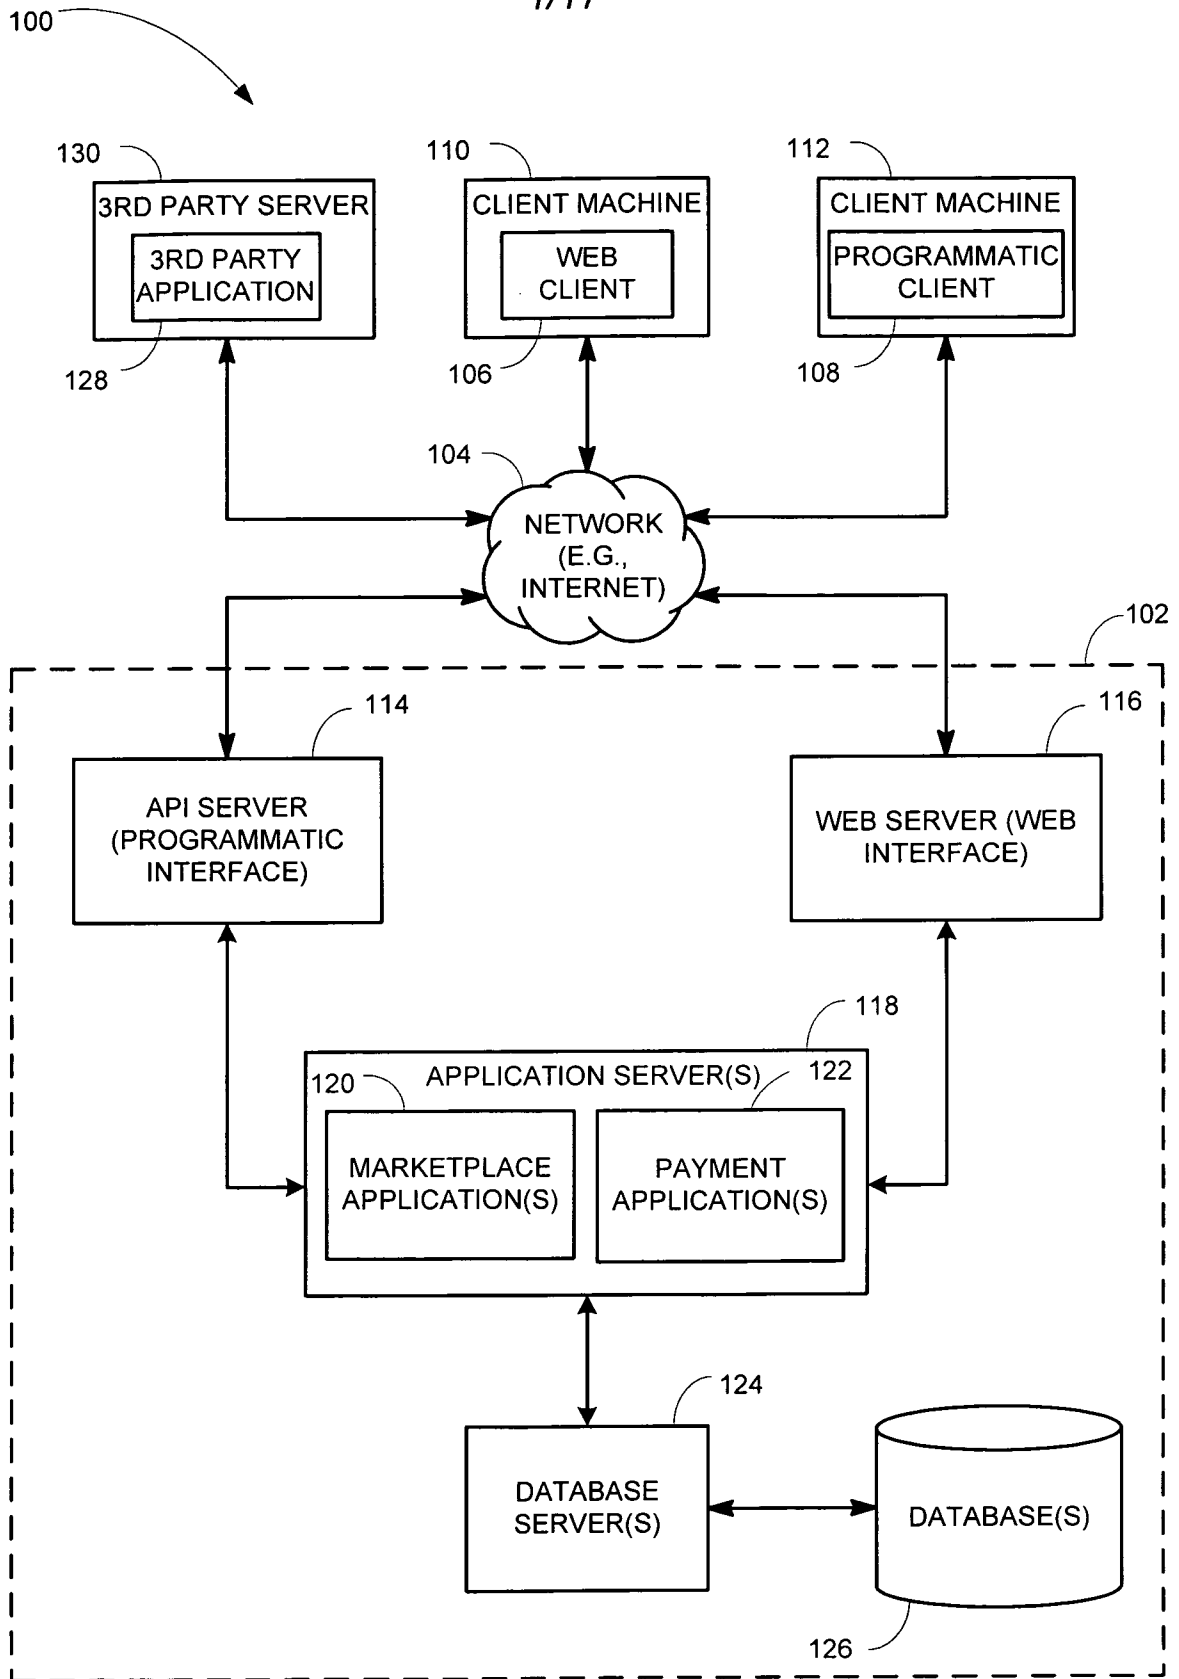 100
130
110
112
3RD PARTY SERVER
3RD PARTY
APPLICATION
CLIENT MACHINE
WEB
CLIENT
CLIENT MACHINE
PROGRAMMATIC
CLIENT
128
106
108
104
NETWORK
(E.G.,
INTERNET)
102
114
116
API SERVER
(PROGRAMMATIC
INTERFACE)
WEB SERVER (WEB
INTERFACE)
118
120
APPLICATION SERVER(S)
122
MARKETPLACE
APPLICATION(S)
PAYMENT
APPLICATION(S)
124
DATABASE
SERVER(S)
DATABASE(S)
126